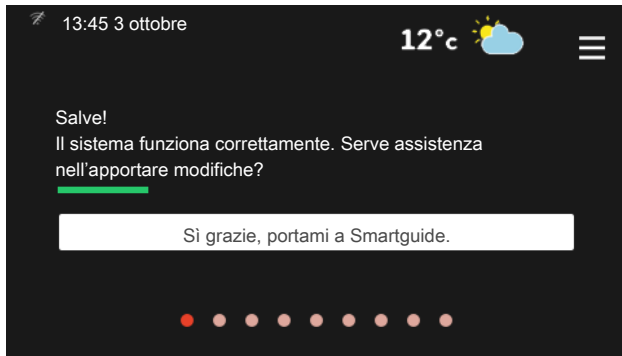 13:45 3 ottobre
12°c
Salve!
Il sistema funziona correttamente. Serve assistenza
nell'apportare modifiche?
Sì grazie, portami a Smartguide.